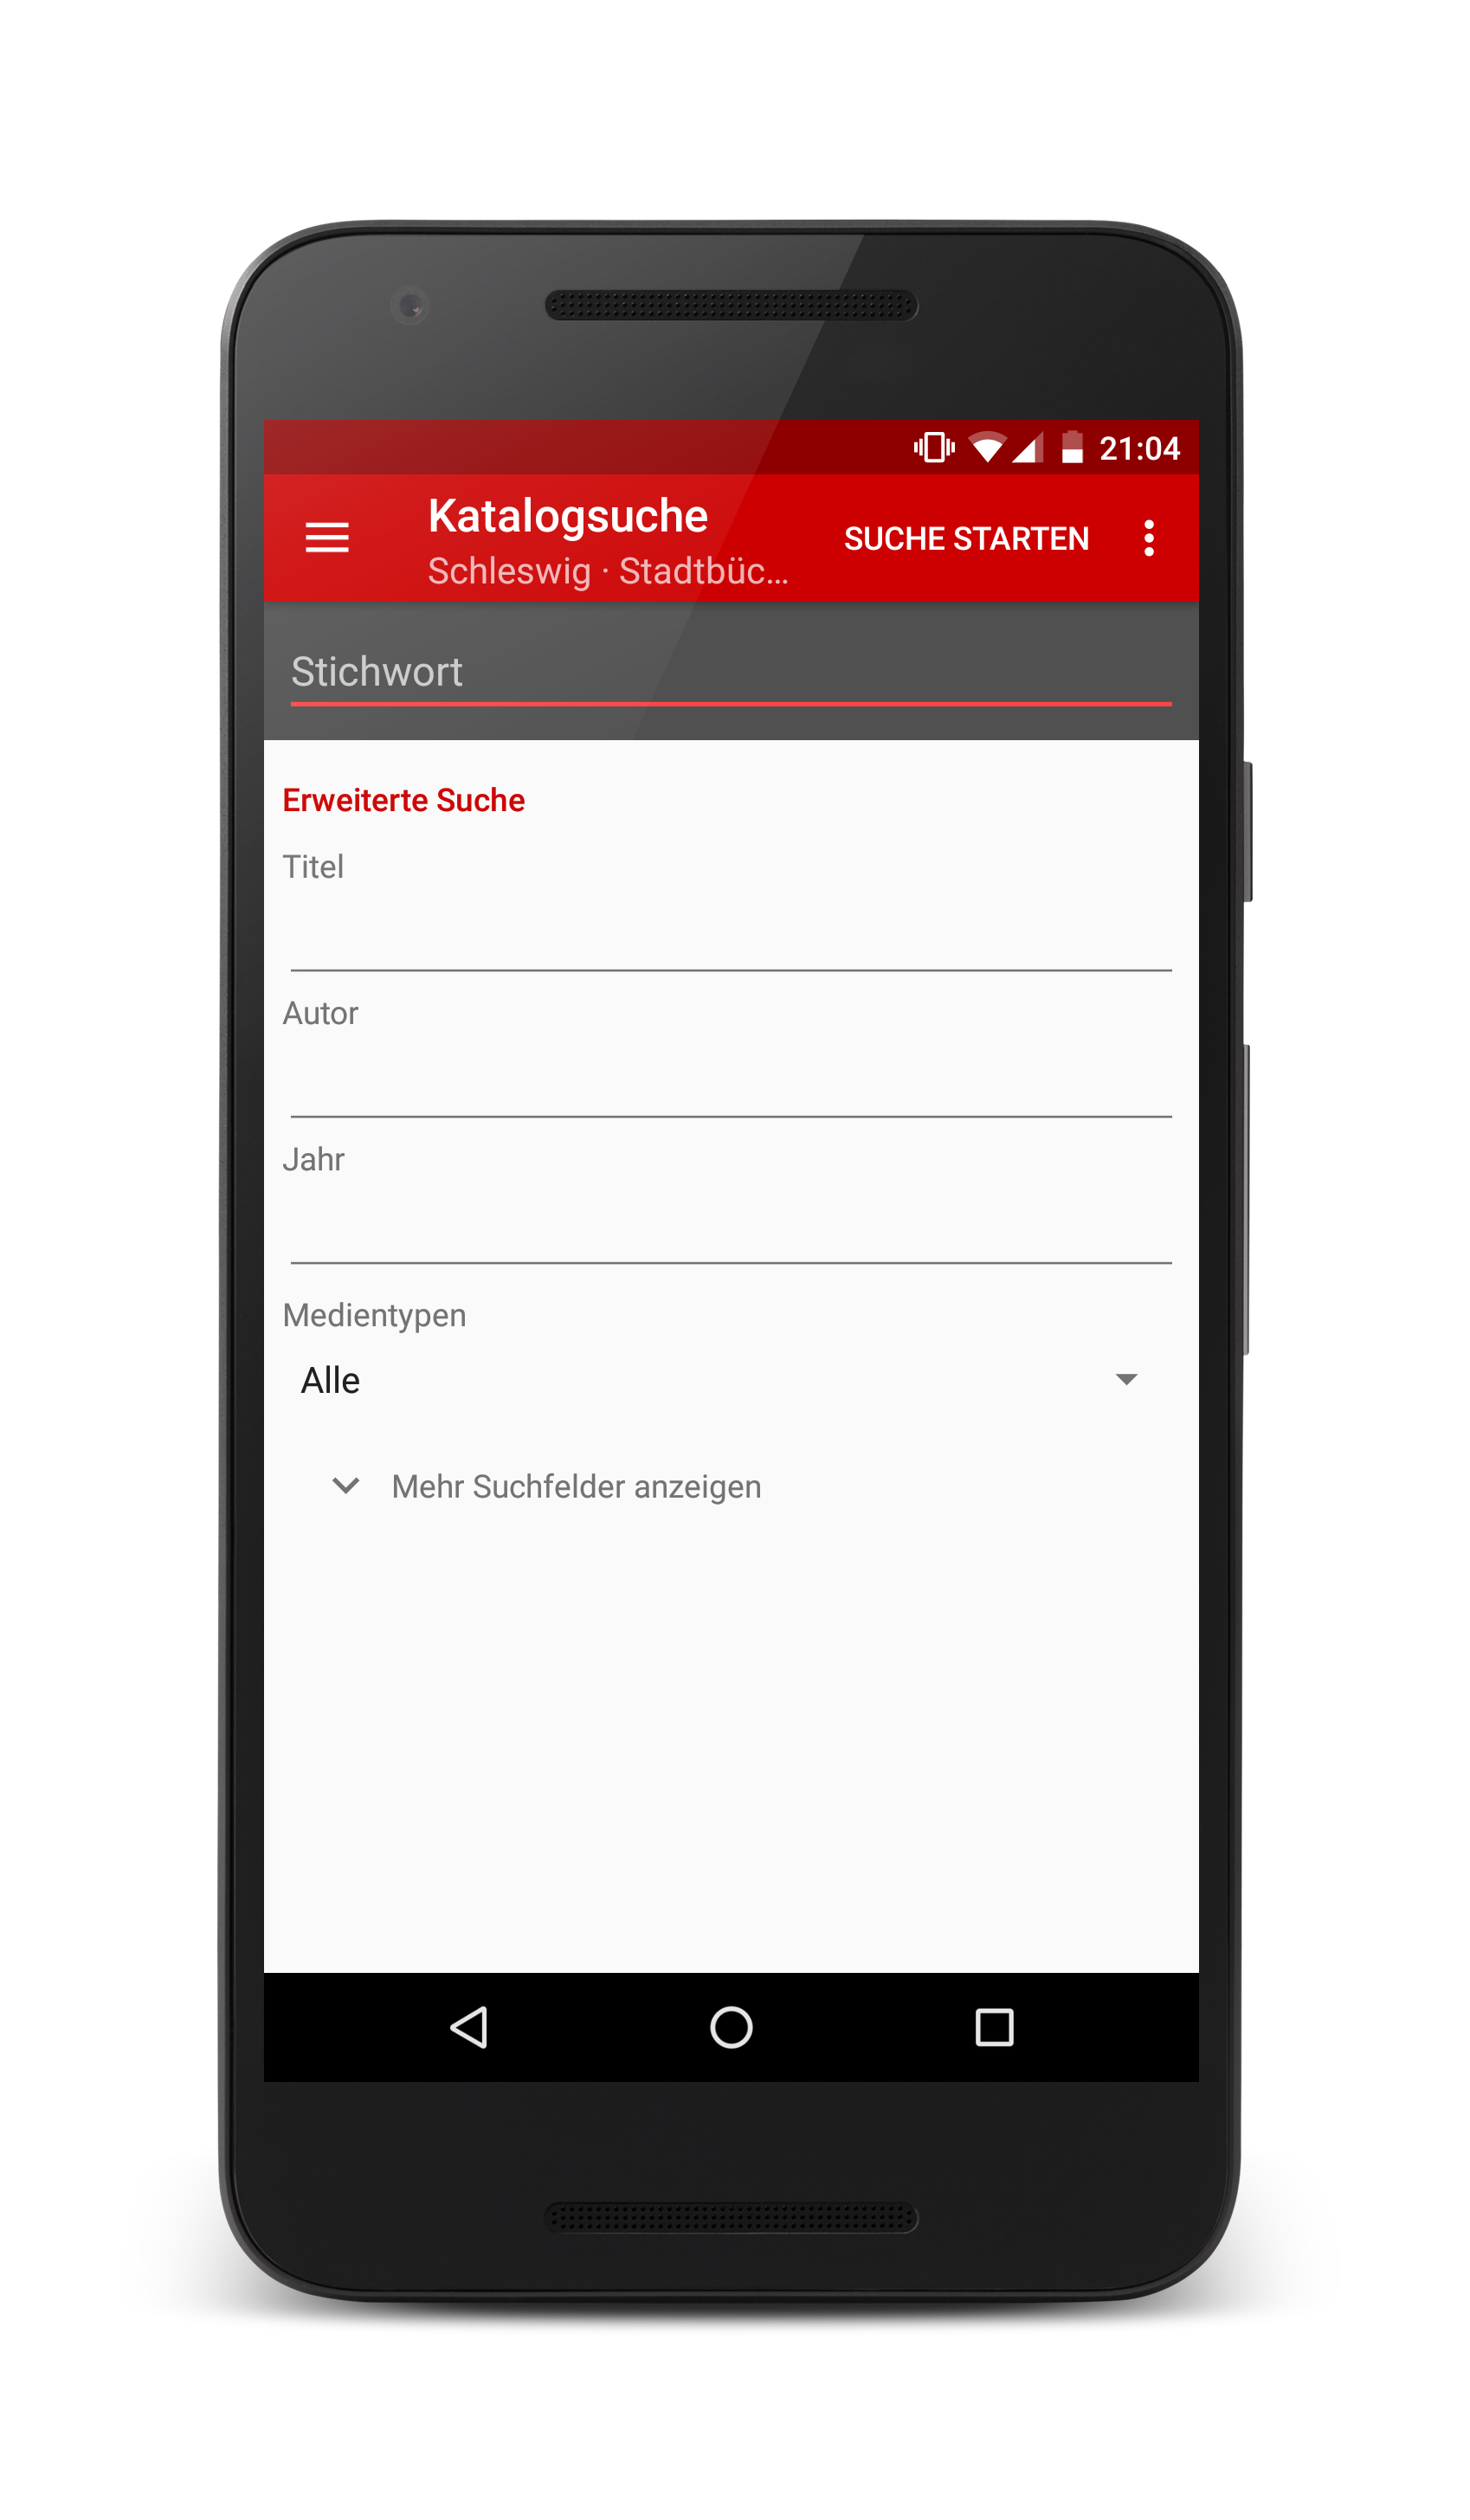 21:04
Katalogsuche
SUCHE STARTEN
Schleswig · Stadtbüc...
Stichwort
Erweiterte Suche
Titel
Autor
Jahr
Medientypen
Alle
Mehr Suchfelder anzeigen